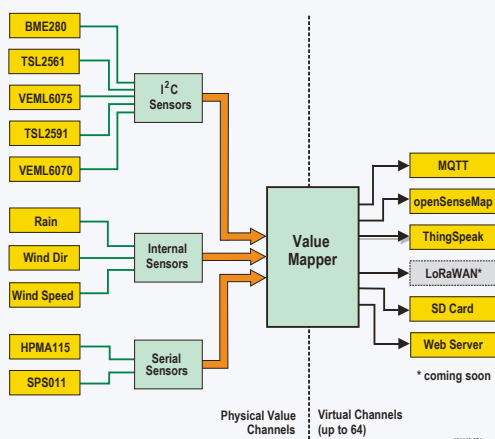 BME280
TSL2561
VEML6075
TSL2591
VEML6070
I²C
Sensors
Rain
Wind Dir
Wind Speed
Internal
Sensors
HPMA115
SPS011
Serial
Sensors
Value
Mapper
MQTT
openSenseMap
ThingSpeak
LoRaWAN*
SD Card
Web Server
* coming soon
Physical Value
Channels
Virtual Channels
(up to 64)